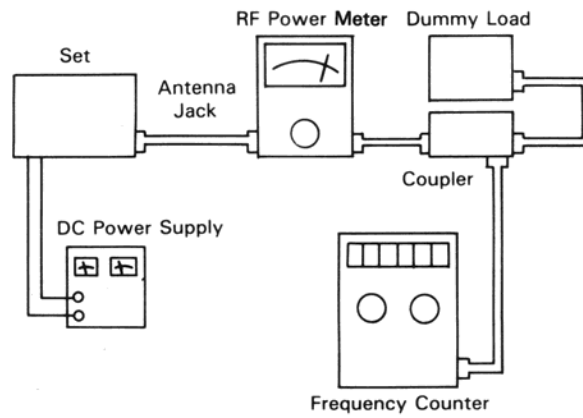 RF Power Meter
Dummy Load
Set
Antenna
Jack
Coupler
DC Power Supply
Frequency Counter